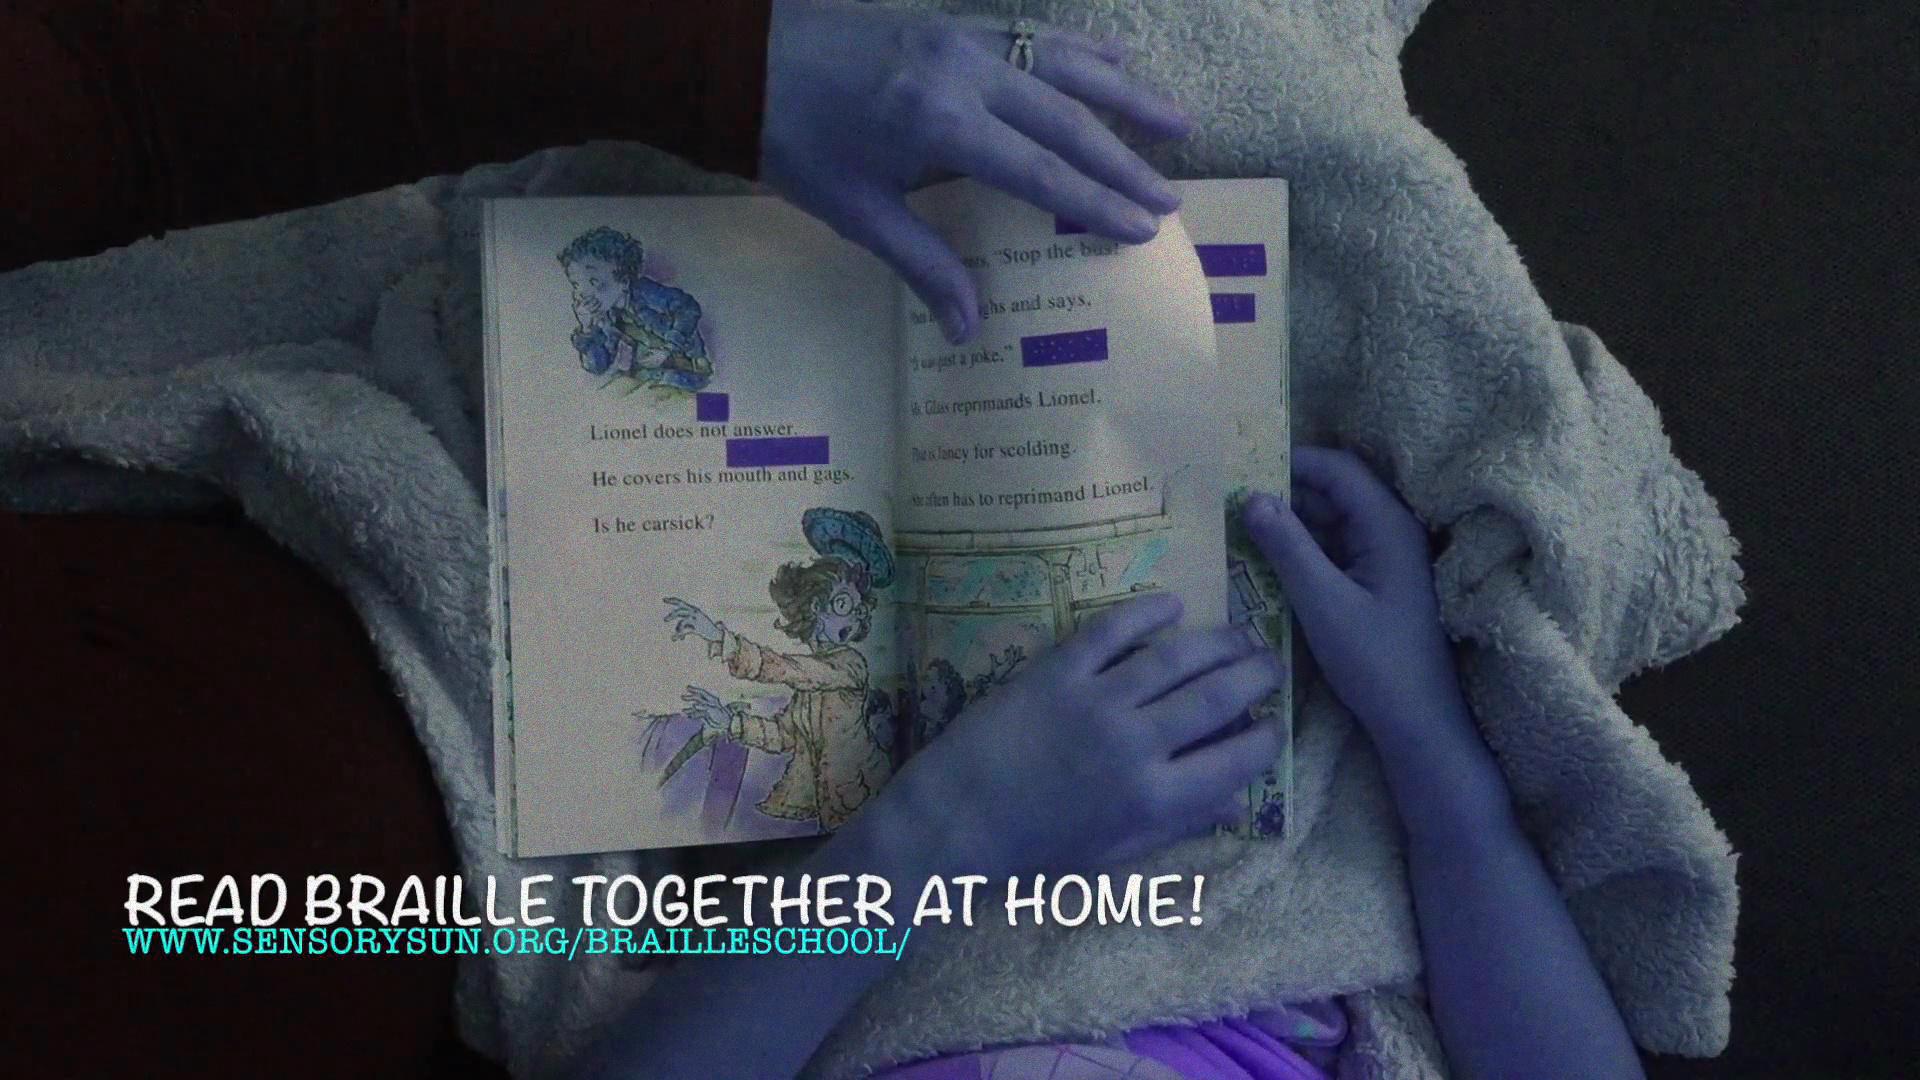 Lionel does not answer.
He covers his mouth and gags.
Is he carsick?
"Stop the bus!"
and says,
just a joke."
Glass reprimands Lionel.
fancy for scolding.
often has to reprimand Lionel.
READ BRAILLE TOGETHER AT HOME!
WWW.SENSORYSUN.ORG/BRAILLESCHOOL/